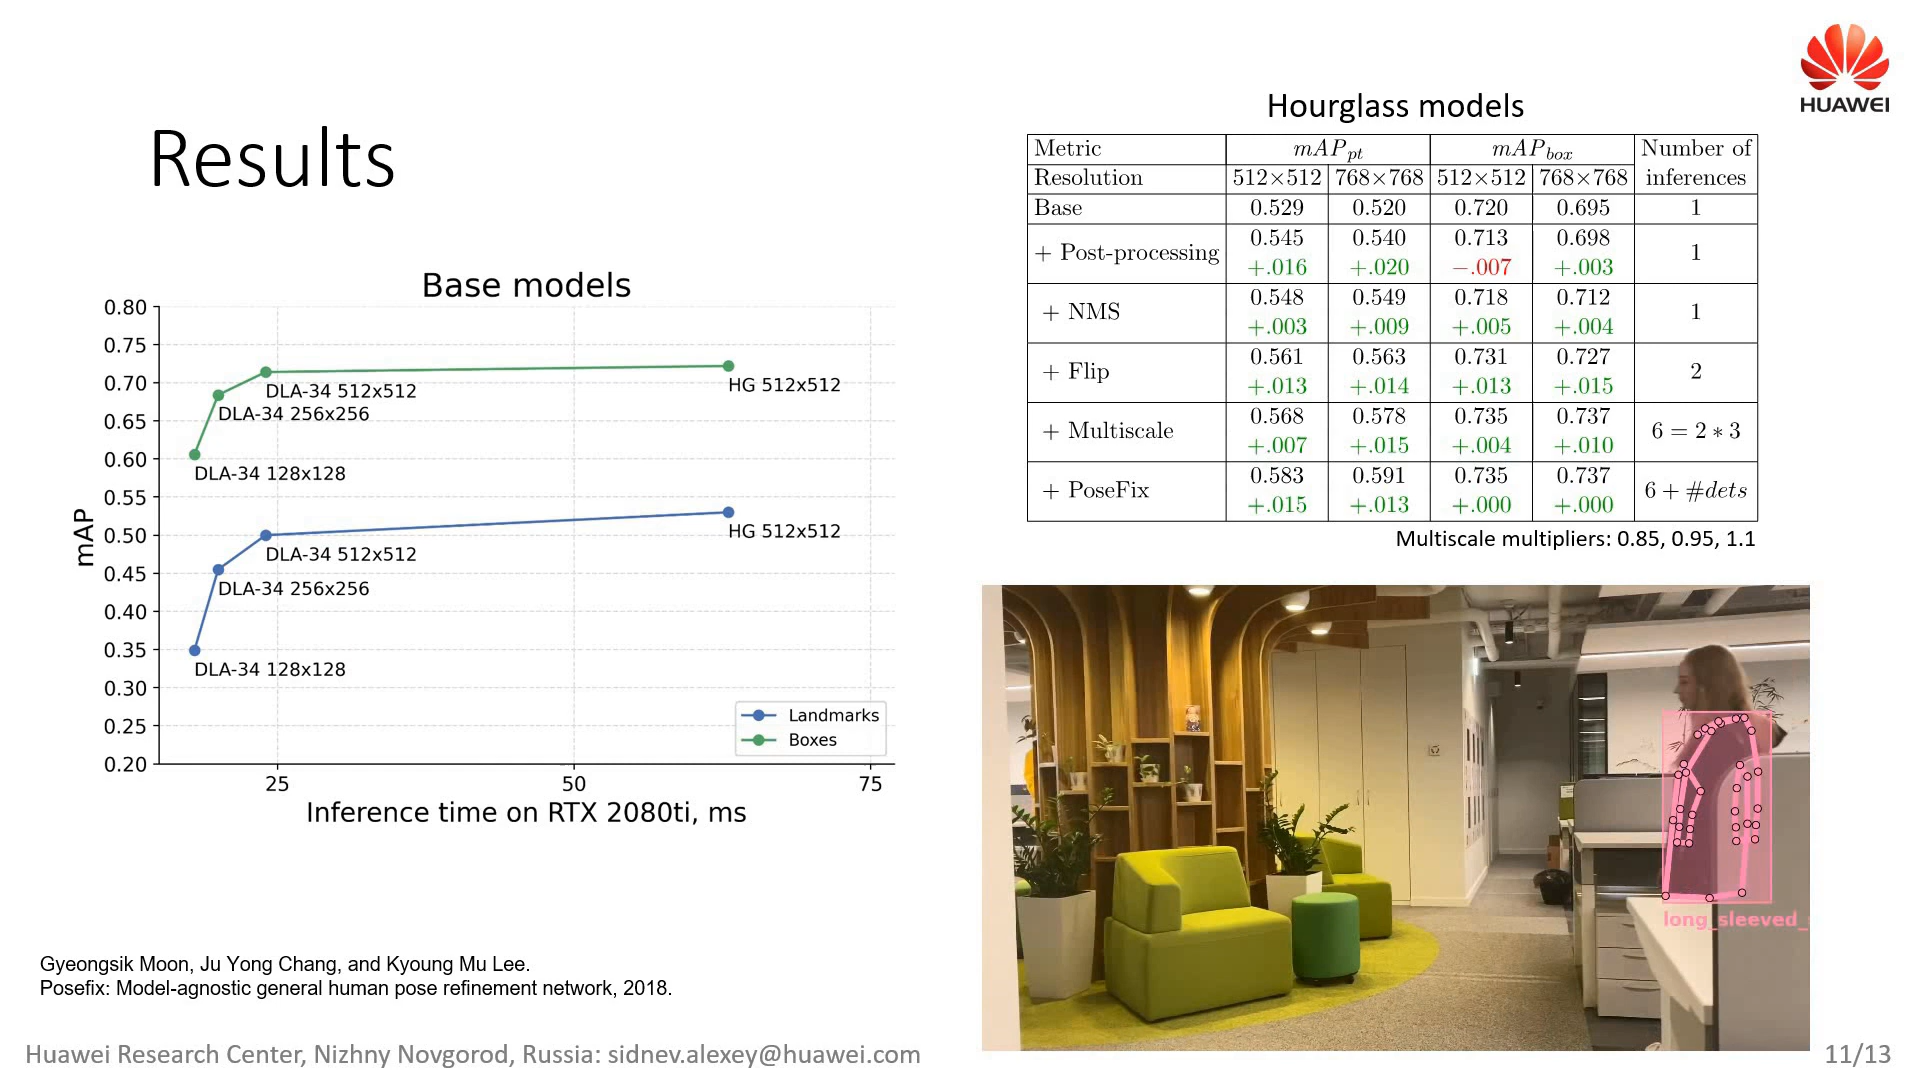 HUAWEI
Results
Hourglass models
Metric mAP_pt mAP_box Number of inferences
Resolution 512×512 768×768 512×512 768×768
Base 0.529 0.520 0.720 0.695 1
+ Post-processing 0.545 0.540 0.713 0.698 1
+.016 +.020 −.007 +.003
+ NMS 0.548 0.549 0.718 0.712 1
+.003 +.009 +.005 +.004
+ Flip 0.561 0.563 0.731 0.727 2
+.013 +.014 +.013 +.015
+ Multiscale 0.568 0.578 0.735 0.737 6 = 2 * 3
+.007 +.015 +.004 +.010
+ PoseFix 0.583 0.591 0.735 0.737 6 + #dets
+.015 +.013 +.000 +.000
Multiscale multipliers: 0.85, 0.95, 1.1
Base models
mAP
0.80
0.75
0.70
0.65
0.60
0.55
0.50
0.45
0.40
0.35
0.30
0.25
0.20
DLA-34 512x512
HG 512x512
DLA-34 256x256
DLA-34 128x128
HG 512x512
DLA-34 512x512
DLA-34 256x256
DLA-34 128x128
Landmarks
Boxes
25 50 75
Inference time on RTX 2080ti, ms
long_sleeved_
Gyeongsik Moon, Ju Yong Chang, and Kyoung Mu Lee.
Posefix: Model-agnostic general human pose refinement network, 2018.
Huawei Research Center, Nizhny Novgorod, Russia: sidnev.alexey@huawei.com
11/13